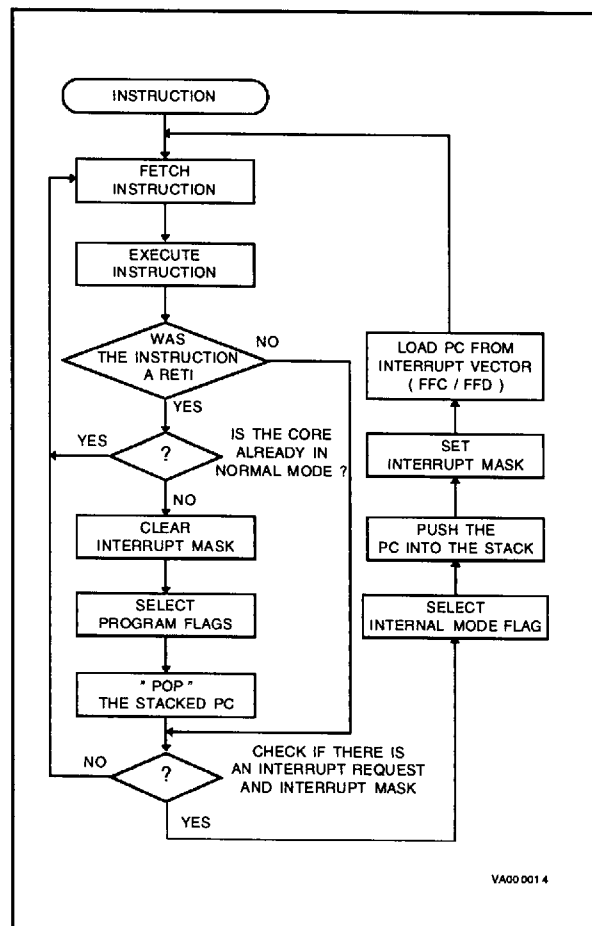 INSTRUCTION
FETCH
INSTRUCTION
EXECUTE
INSTRUCTION
WAS
THE INSTRUCTION
A RETI
NO
YES
YES
?
IS THE CORE
ALREADY IN
NORMAL MODE ?
NO
CLEAR
INTERRUPT MASK
SELECT
PROGRAM FLAGS
" POP "
THE STACKED PC
NO
?
CHECK IF THERE IS
AN INTERRUPT REQUEST
AND INTERRUPT MASK
YES
LOAD PC FROM
INTERRUPT VECTOR
( FFC / FFD )
SET
INTERRUPT MASK
PUSH THE
PC INTO THE STACK
SELECT
INTERNAL MODE FLAG
VA000014